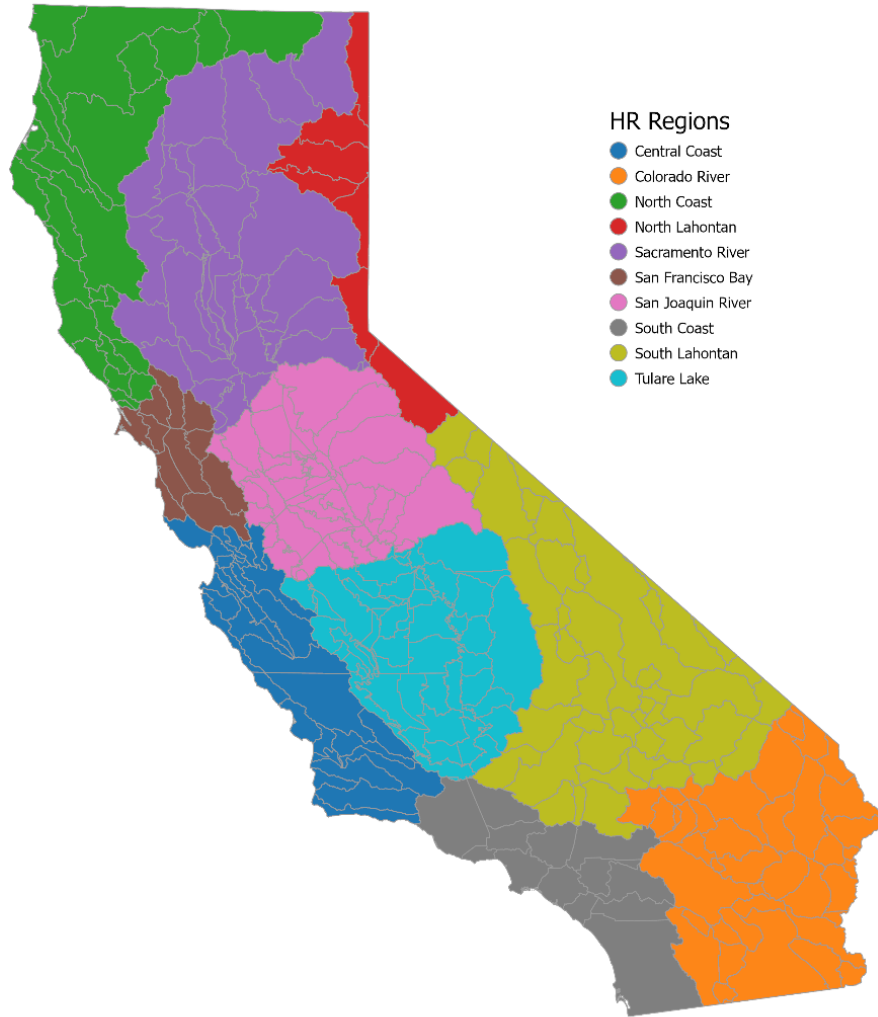 HR Regions
Central Coast
Colorado River
North Coast
North Lahontan
Sacramento River
San Francisco Bay
San Joaquin River
South Coast
South Lahontan
Tulare Lake